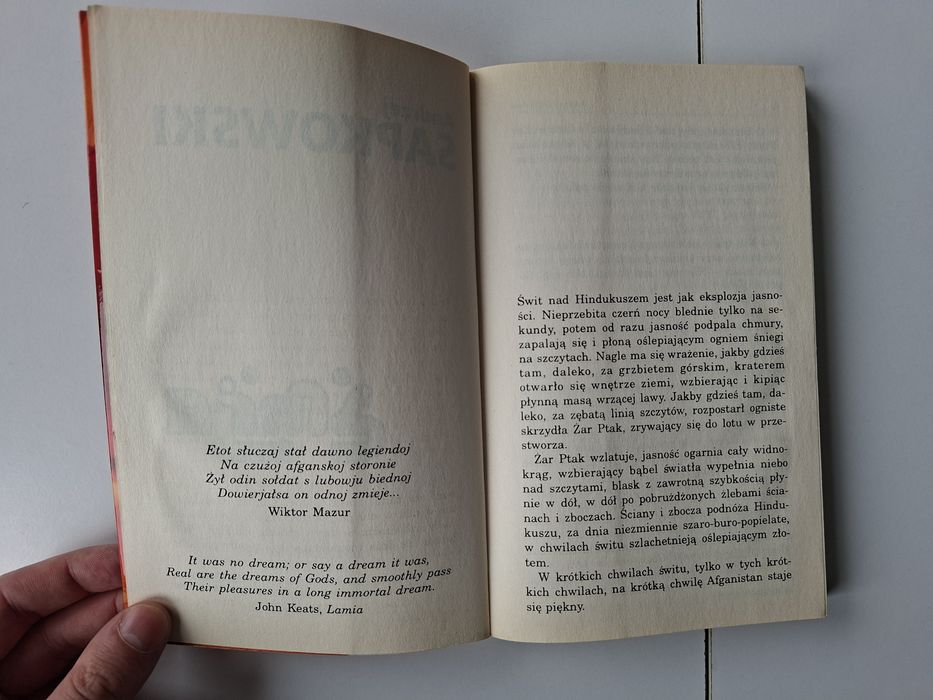 Etot słuczaj stał dawno legiendoj
Na czużoj afganskoj storonie
Żył odin sołdat s lubowju biednoj
Dowierjałsa on odnoj zmieje...
Wiktor Mazur
It was no dream; or say a dream it was,
Real are the dreams of Gods, and smoothly pass
Their pleasures in a long immortal dream.
John Keats, Lamia
Świt nad Hindukuszem jest jak eksplozja jasno-
ści. Nieprzebita czerń nocy blednie tylko na se-
kundy, potem od razu jasność podpala chmury,
zapalają się i płoną oślepiającym ogniem śniegi
na szczytach. Nagle ma się wrażenie, jakby gdzieś
tam, daleko, za grzbietem górskim, kraterem
otwarło się wnętrze ziemi, wzbierając i kipiąc
płynną masą wrzącej lawy. Jakby gdzieś tam, da-
leko, za zębatą linią szczytów, rozpostarł ogniste
skrzydła Żar Ptak, zrywający się do lotu w prze-
stworza.
Żar Ptak wzlatuje, jasność ogarnia cały widno-
krąg, wzbierający bąbel światła wypełnia niebo
nad szczytami, blask z zawrotną szybkością pły-
nie w dół, w dół po pobrużdżonych żlebami ścia-
nach i zboczach. Ściany i zbocza podnóża Hindu-
kuszu, za dnia niezmiennie szaro-buro-popielate,
w chwilach świtu szlachetnieją oślepiającym zło-
tem.
W krótkich chwilach świtu, tylko w tych krót-
kich chwilach, na krótką chwilę Afganistan staje
się piękny.